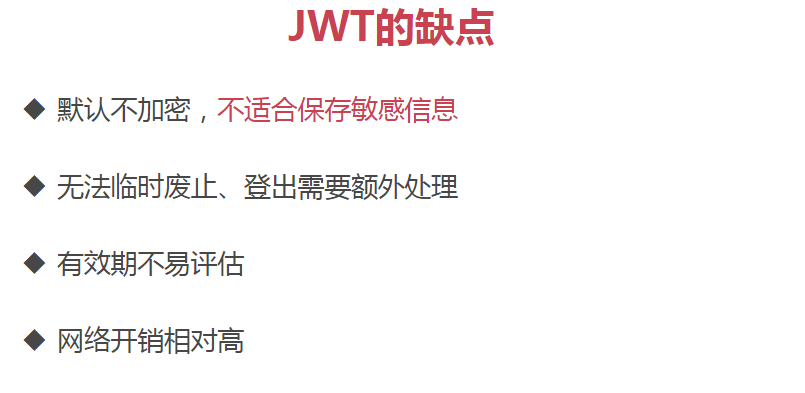 JWT的缺点
◆ 默认不加密，不适合保存敏感信息
◆ 无法临时废止、登出需要额外处理
◆ 有效期不易评估
◆ 网络开销相对高